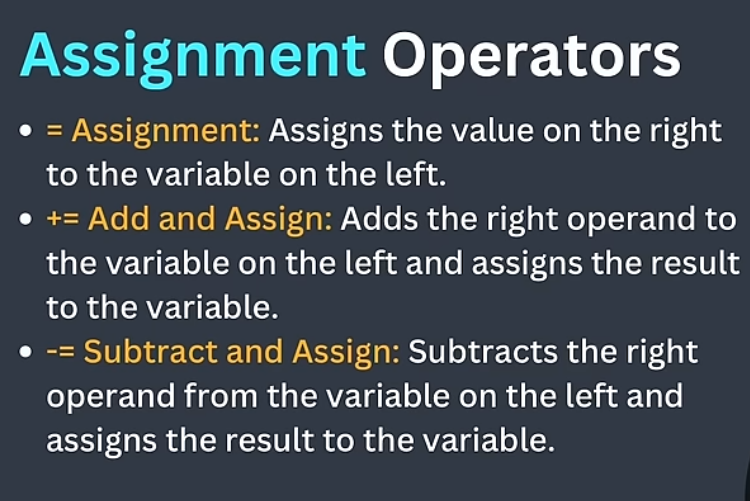 Assignment Operators
• = Assignment: Assigns the value on the right
to the variable on the left.
• += Add and Assign: Adds the right operand to
the variable on the left and assigns the result
to the variable.
• -= Subtract and Assign: Subtracts the right
operand from the variable on the left and
assigns the result to the variable.